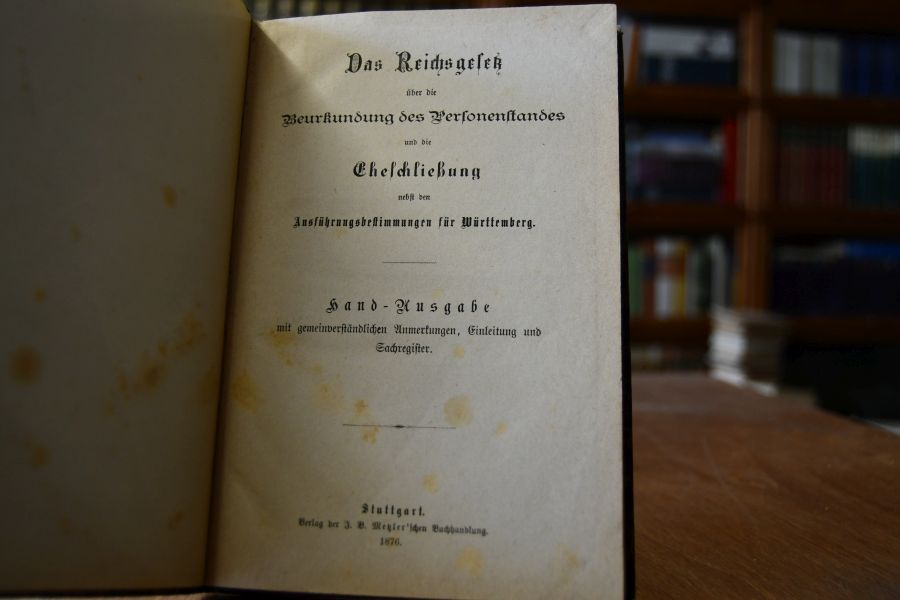 Das Reichsgesetz
über die
Beurkundung des Personenstandes
und die
Eheschließung
nebst den
Ausführungsbestimmungen für Württemberg.
Hand-Ausgabe
mit gemeinverständlichen Anmerkungen, Einleitung und
Sachregister.
Stuttgart.
Verlag der J. B. Metzler'schen Buchhandlung.
1876.